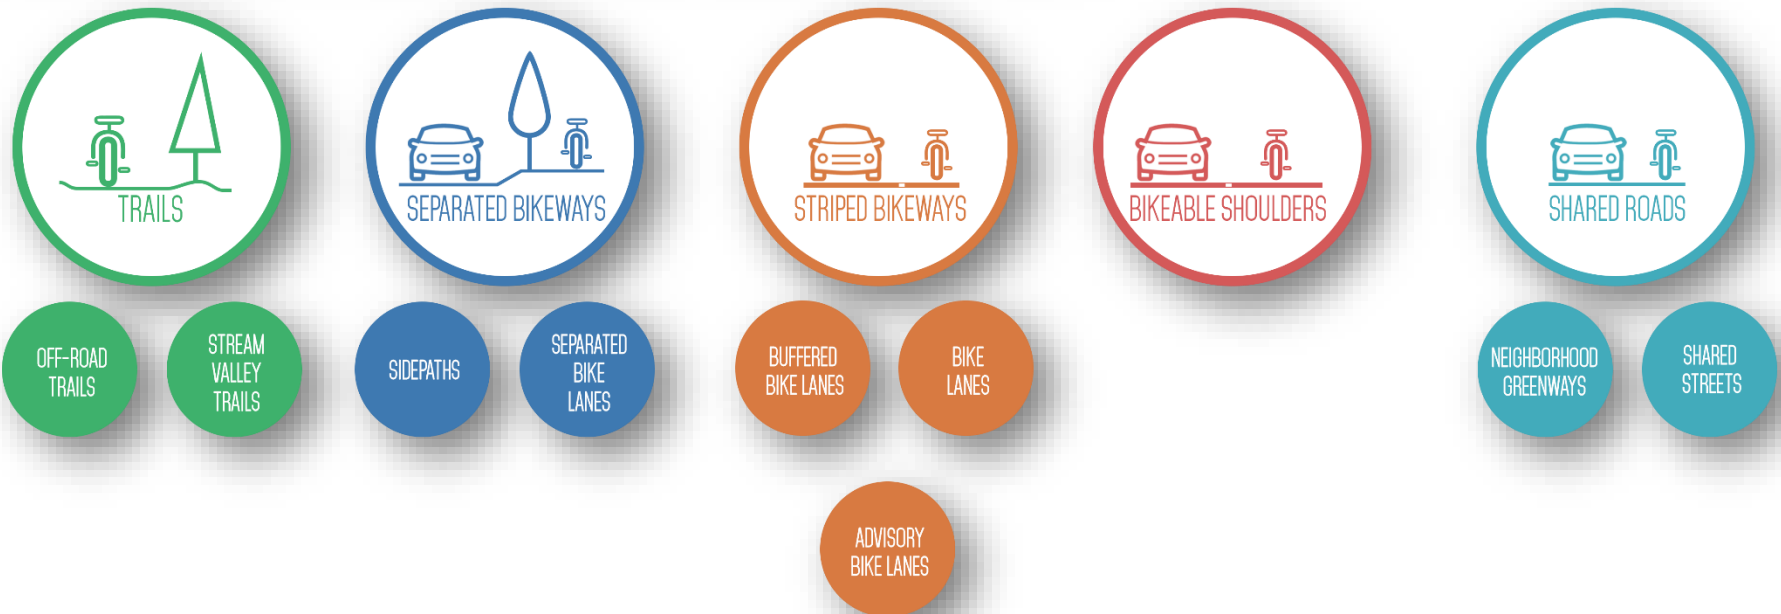 TRAILS
SEPARATED BIKEWAYS
STRIPED BIKEWAYS
BIKEABLE SHOULDERS
SHARED ROADS
OFF-ROAD
TRAILS
STREAM
VALLEY
TRAILS
SIDEPATHS
SEPARATED
BIKE
LANES
BUFFERED
BIKE LANES
BIKE
LANES
NEIGHBORHOOD
GREENWAYS
SHARED
STREETS
ADVISORY
BIKE LANES